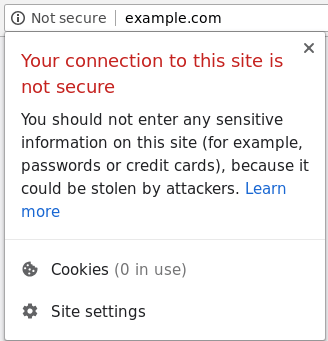 Not secure | example.com
Your connection to this site is
not secure
You should not enter any sensitive
information on this site (for example,
passwords or credit cards), because it
could be stolen by attackers. Learn
more
Cookies (0 in use)
Site settings